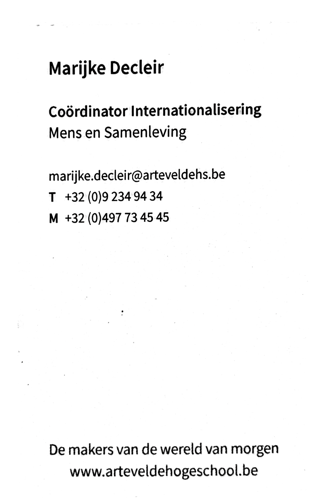 Marijke Decleir
Coördinator Internationalisering
Mens en Samenleving
marijke.decleir@arteveldehs.be
T +32 (0)9 234 94 34
M +32 (0)497 73 45 45
De makers van de wereld van morgen
www.arteveldehogeschool.be